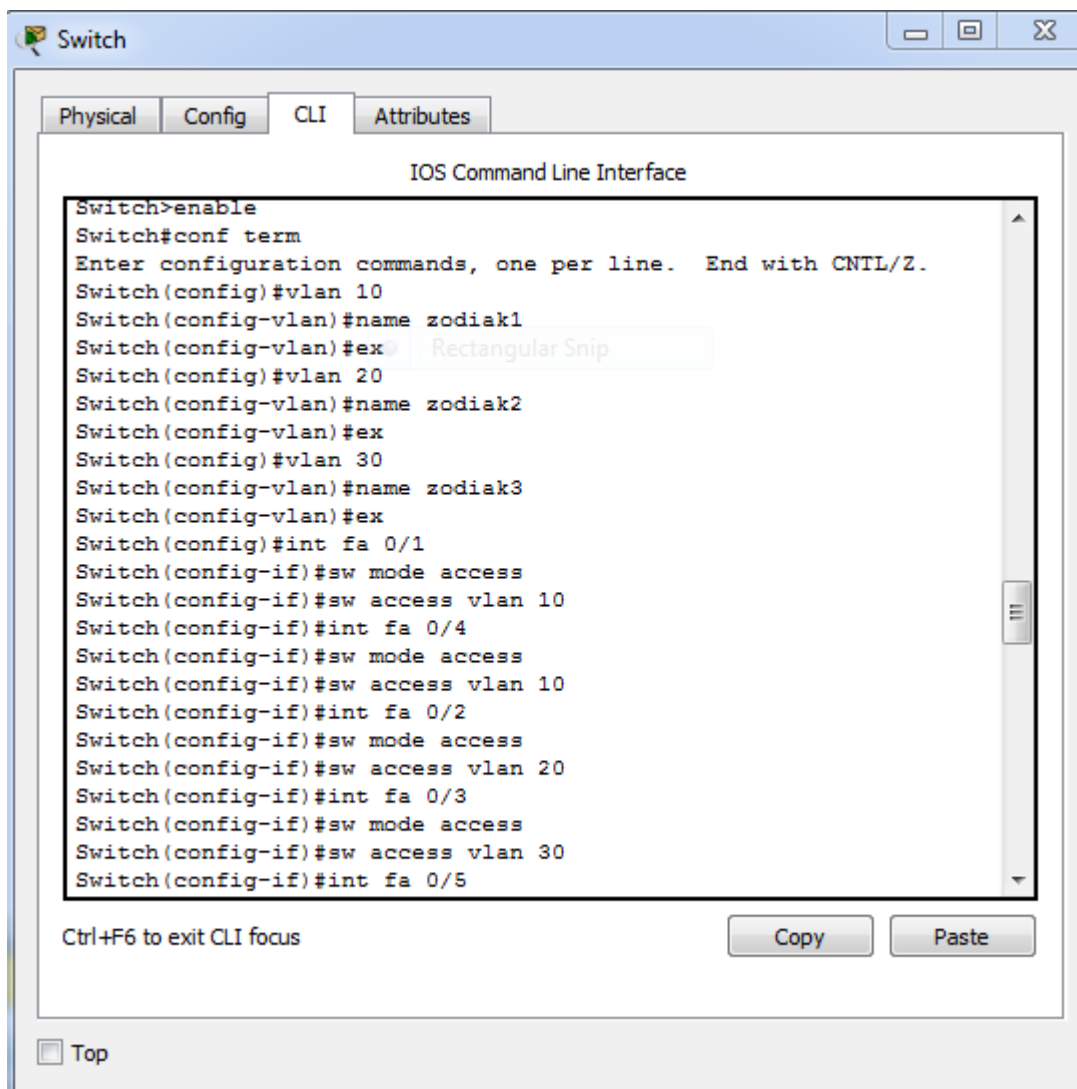 Switch
Physical Config CLI Attributes
IOS Command Line Interface
Switch>enable
Switch#conf term
Enter configuration commands, one per line.  End with CNTL/Z.
Switch(config)#vlan 10
Switch(config-vlan)#name zodiak1
Switch(config-vlan)#ex Rectangular Snip
Switch(config)#vlan 20
Switch(config-vlan)#name zodiak2
Switch(config-vlan)#ex
Switch(config)#vlan 30
Switch(config-vlan)#name zodiak3
Switch(config-vlan)#ex
Switch(config)#int fa 0/1
Switch(config-if)#sw mode access
Switch(config-if)#sw access vlan 10
Switch(config-if)#int fa 0/4
Switch(config-if)#sw mode access
Switch(config-if)#sw access vlan 10
Switch(config-if)#int fa 0/2
Switch(config-if)#sw mode access
Switch(config-if)#sw access vlan 20
Switch(config-if)#int fa 0/3
Switch(config-if)#sw mode access
Switch(config-if)#sw access vlan 30
Switch(config-if)#int fa 0/5
Ctrl+F6 to exit CLI focus Copy Paste
Top